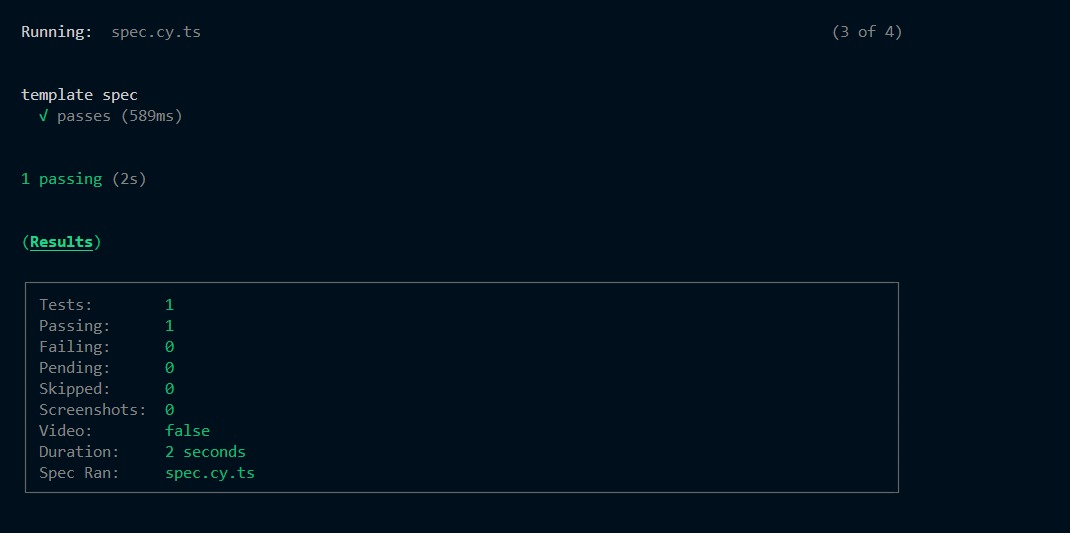 Running:  spec.cy.ts (3 of 4)
template spec
√ passes (589ms)
1 passing (2s)
(Results)
Tests: 1
Passing: 1
Failing: 0
Pending: 0
Skipped: 0
Screenshots: 0
Video: false
Duration: 2 seconds
Spec Ran: spec.cy.ts